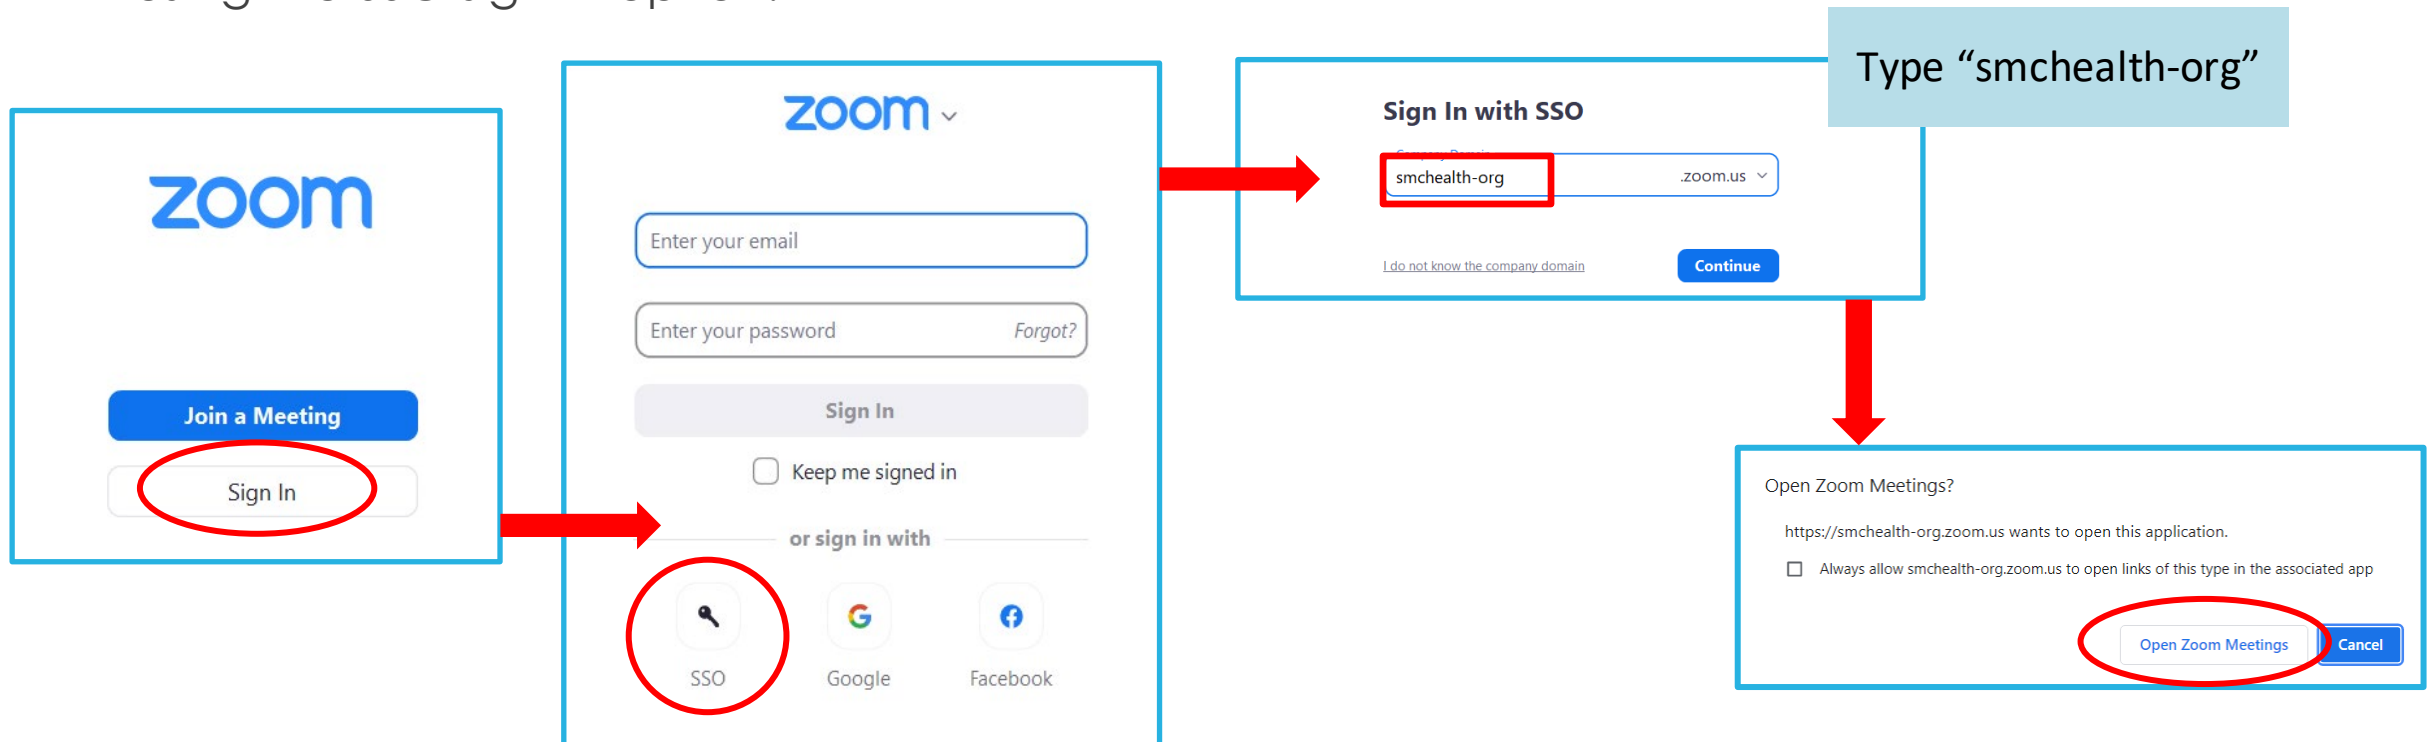 zoom
Join a Meeting
Sign In
zoom
Enter your email
Enter your password Forgot?
Sign In
Keep me signed in
or sign in with
SSO Google Facebook
Type “smchealth-org”
Sign In with SSO
smchealth-org .zoom.us
I do not know the company domain Continue
Open Zoom Meetings?
https://smchealth-org.zoom.us wants to open this application.
Always allow smchealth-org.zoom.us to open links of this type in the associated app
Open Zoom Meetings Cancel